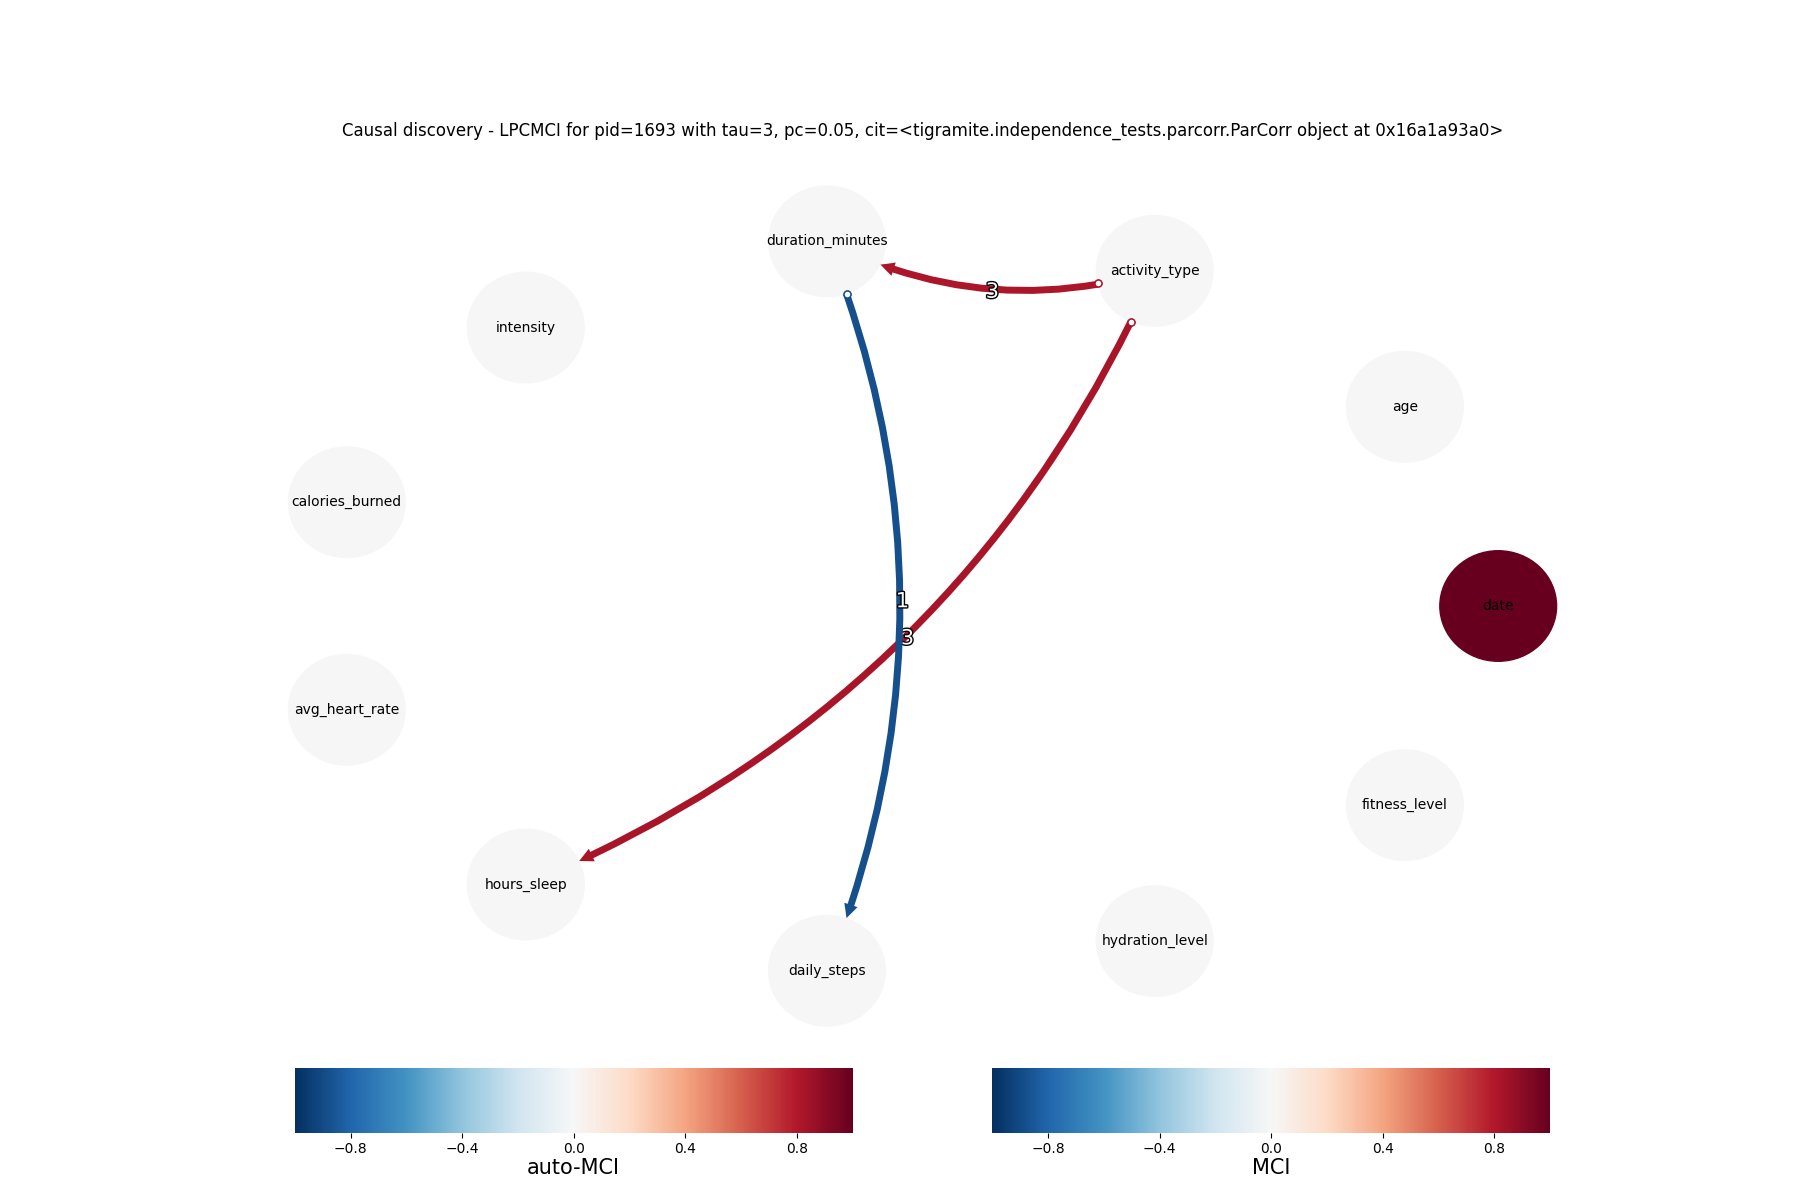 Causal discovery - LPCMCI for pid=1693 with tau=3, pc=0.05, cit=<tigramite.independence_tests.parcorr.ParCorr object at 0x16a1a93a0>
duration_minutes
activity_type
3
intensity
age
calories_burned
date
1
3
avg_heart_rate
fitness_level
hours_sleep
hydration_level
daily_steps
−0.8 −0.4 0.0 0.4 0.8
auto-MCI
−0.8 −0.4 0.0 0.4 0.8
MCI